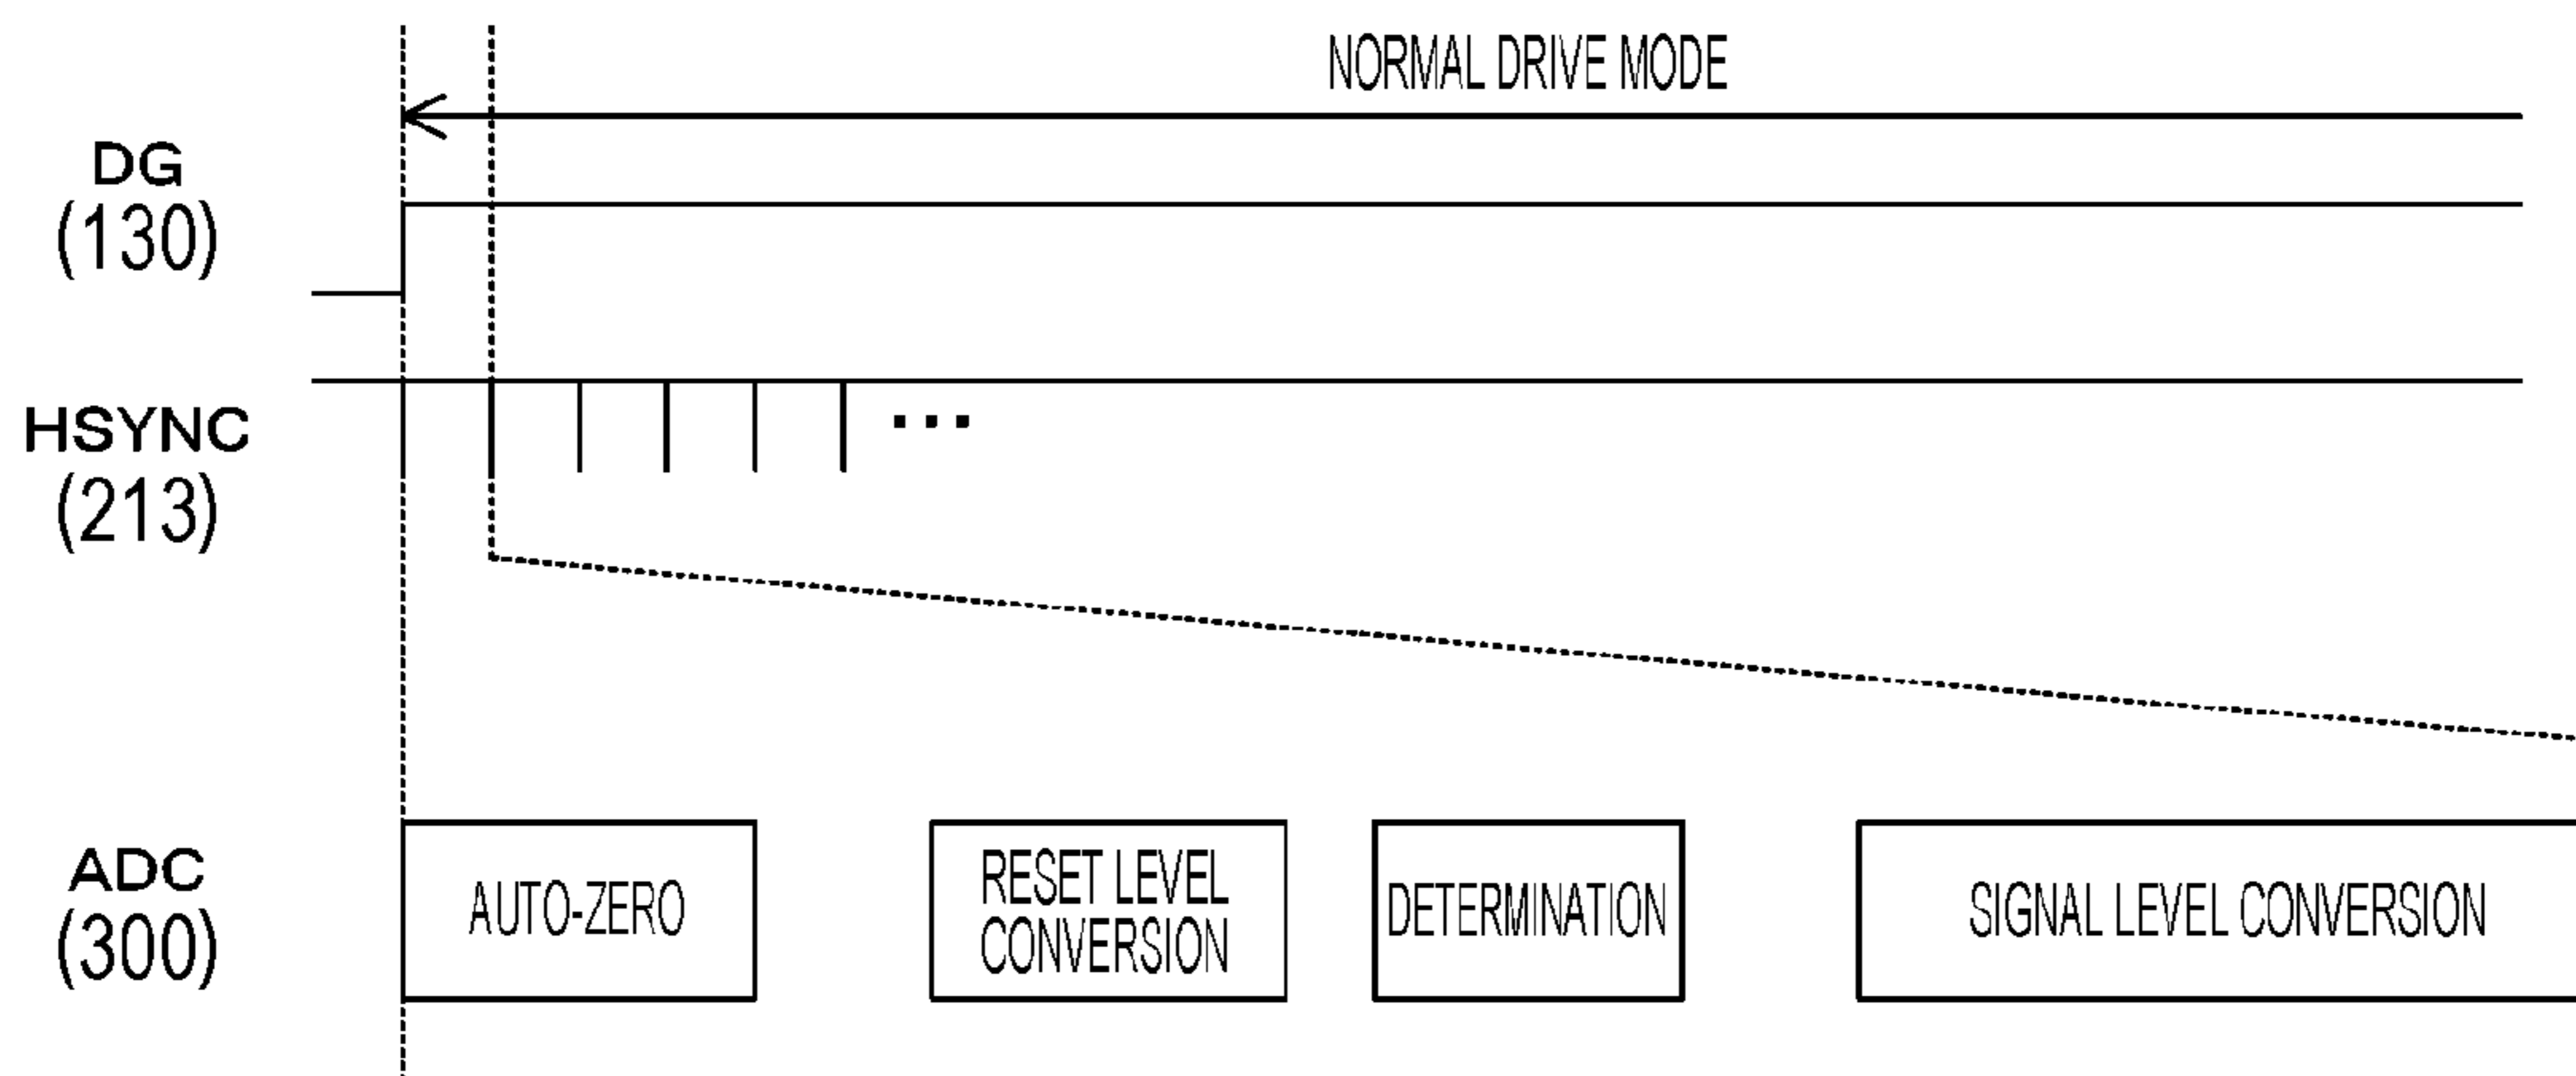 NORMAL DRIVE MODE
DG
(130)
HSYNC
(213)
...
ADC
(300)
AUTO-ZERO
RESET LEVEL
CONVERSION
DETERMINATION
SIGNAL LEVEL CONVERSION